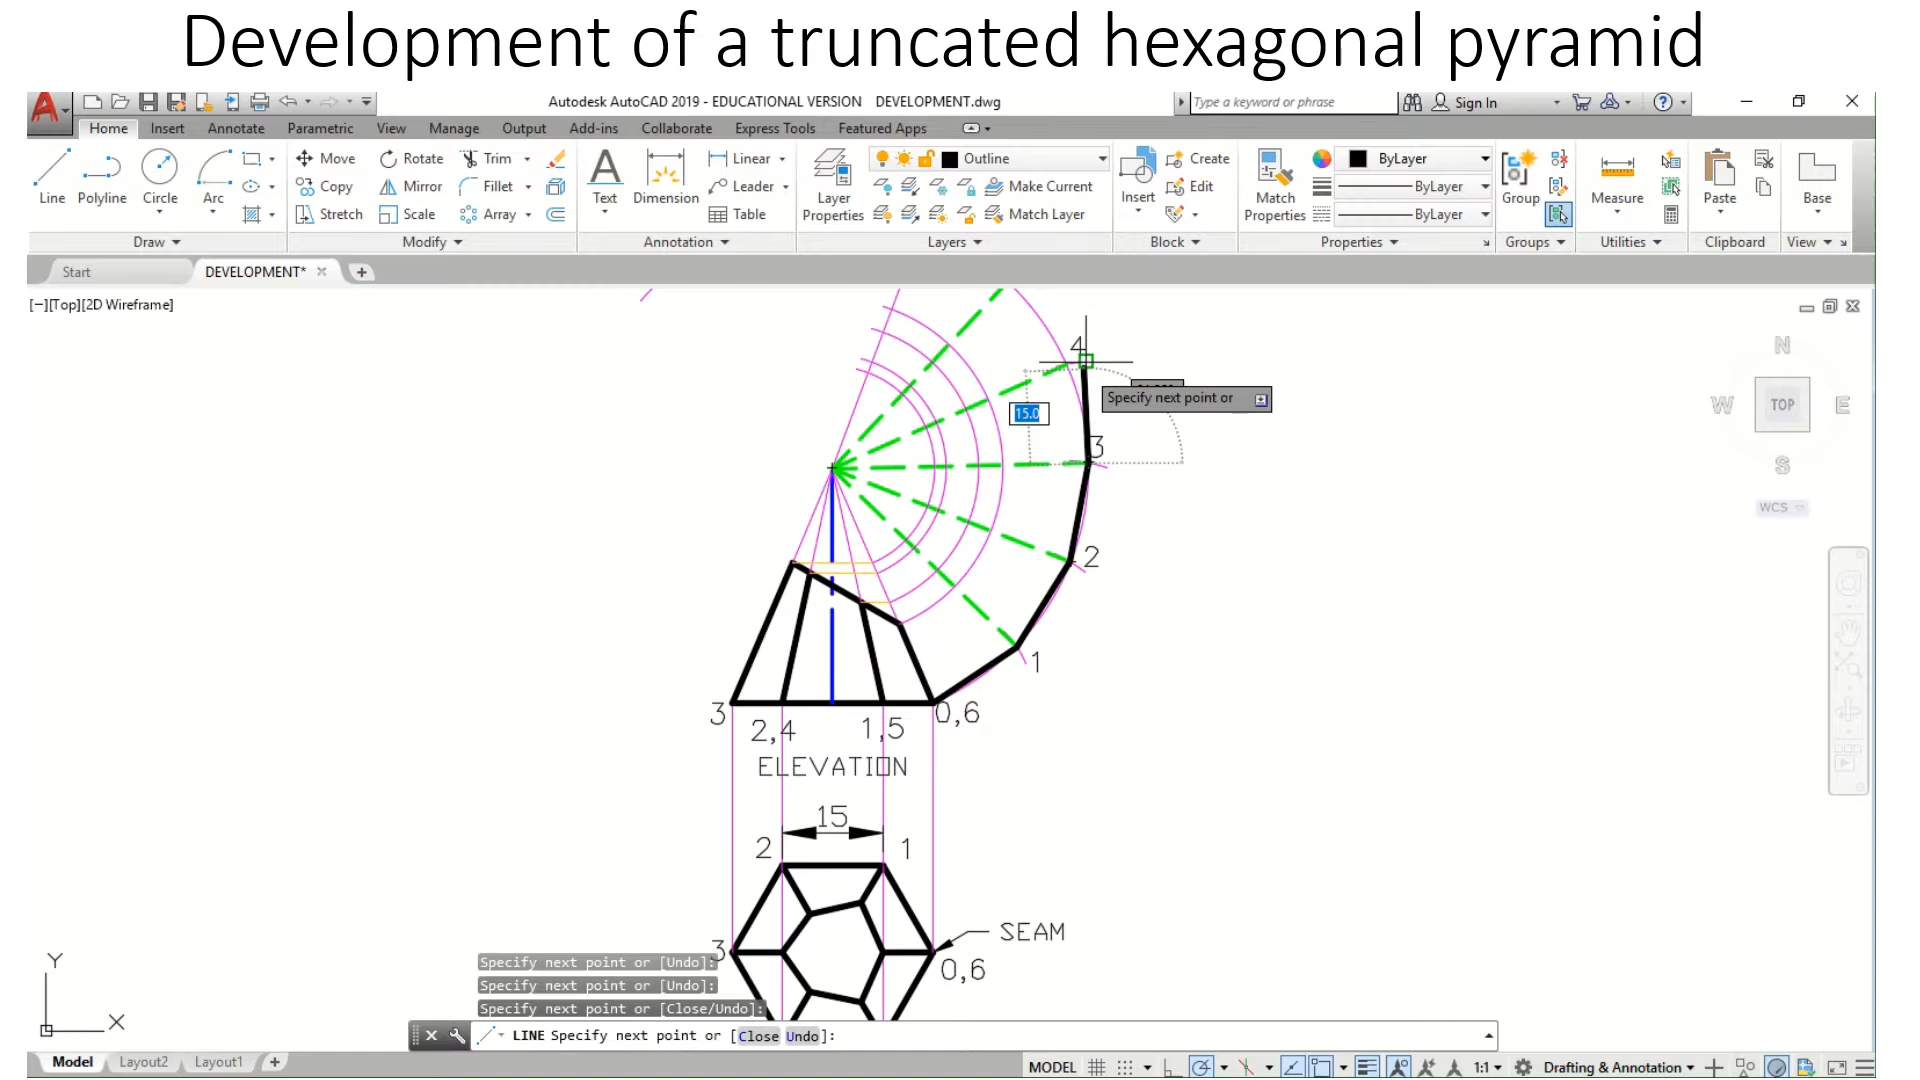 Development of a truncated hexagonal pyramid
Autodesk AutoCAD 2019 - EDUCATIONAL VERSION DEVELOPMENT.dwg
Type a keyword or phrase
Sign In
Home Insert Annotate Parametric View Manage Output Add-ins Collaborate Express Tools Featured Apps
Line Polyline Circle Arc
Move Rotate Trim
Copy Mirror Fillet
Stretch Scale Array
Text Dimension
Linear
Leader
Table
Layer Properties
Outline
Make Current
Match Layer
Insert
Create
Edit
Match Properties
ByLayer
ByLayer
ByLayer
Group
Measure
Paste
Base
Draw Modify Annotation Layers Block Properties Groups Utilities Clipboard View
Start DEVELOPMENT*
[−][Top][2D Wireframe]
N
W TOP E
S
WCS
4
Specify next point or
15.0
3
2
1
3 2,4 1,5 0,6
ELEVATION
15
2 1
SEAM
3
0,6
Y
X
Specify next point or [Undo]:
Specify next point or [Undo]:
Specify next point or [Close/Undo]:
LINE Specify next point or [Close Undo]:
Model Layout2 Layout1
MODEL 1:1 Drafting & Annotation